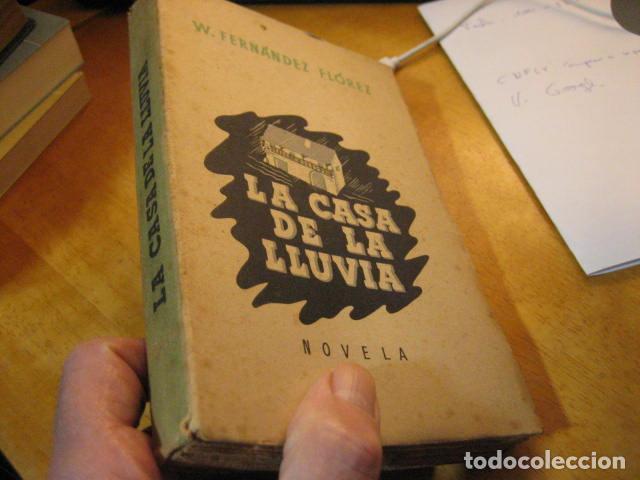 W. FERNÁNDEZ FLÓREZ
LA CASA
DE LA
LLUVIA
NOVELA
LA CASA DE LA LLUVIA
todocoleccion